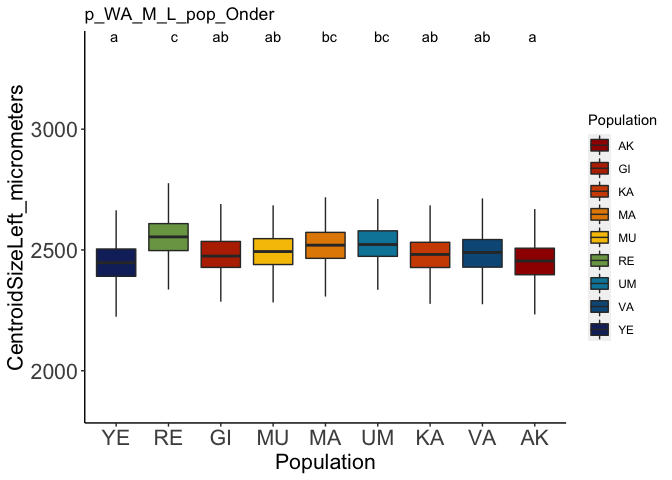 p_WA_M_L_pop_Onder
a c ab ab bc bc ab ab a
CentroidSizeLeft_micrometers
3000
2500
2000
YE RE GI MU MA UM KA VA AK
Population
Population
AK
GI
KA
MA
MU
RE
UM
VA
YE